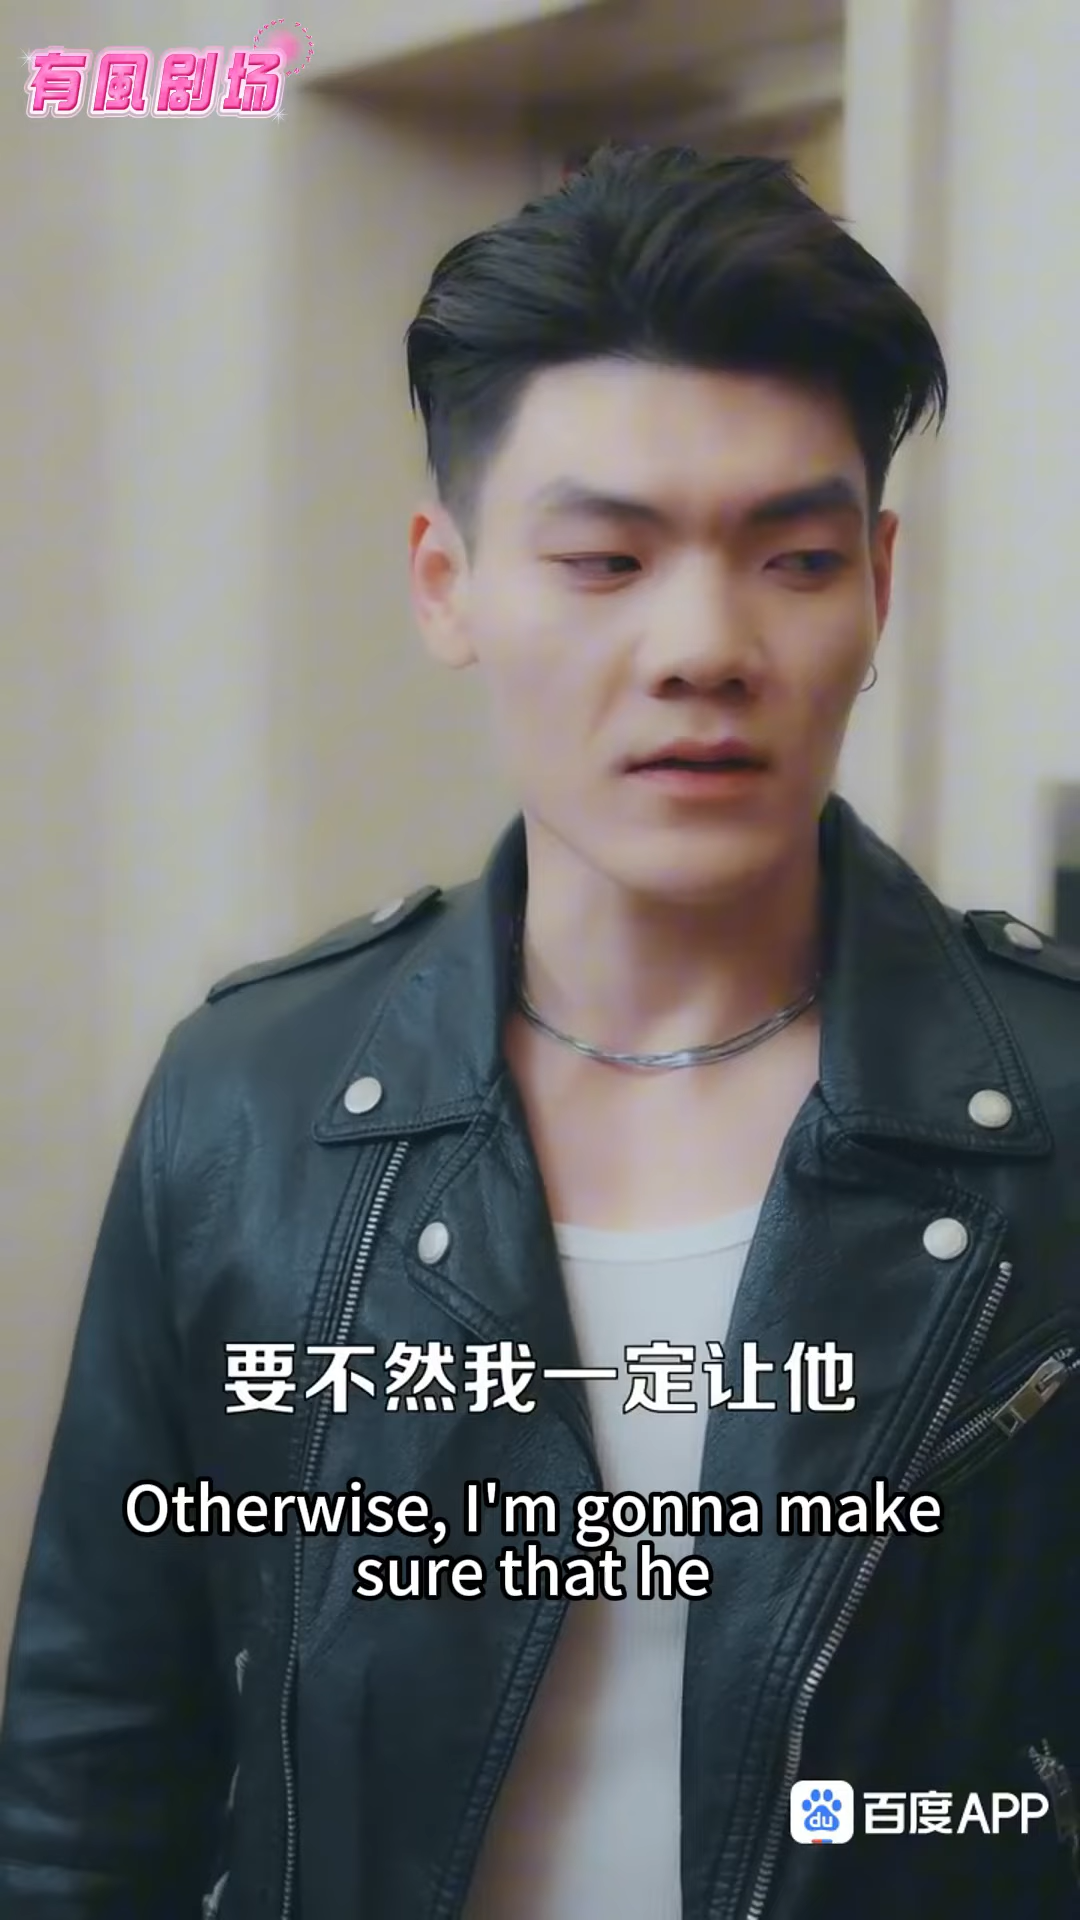 有風剧场
要不然我一定让他
Otherwise, I'm gonna make
sure that he
du 百度APP